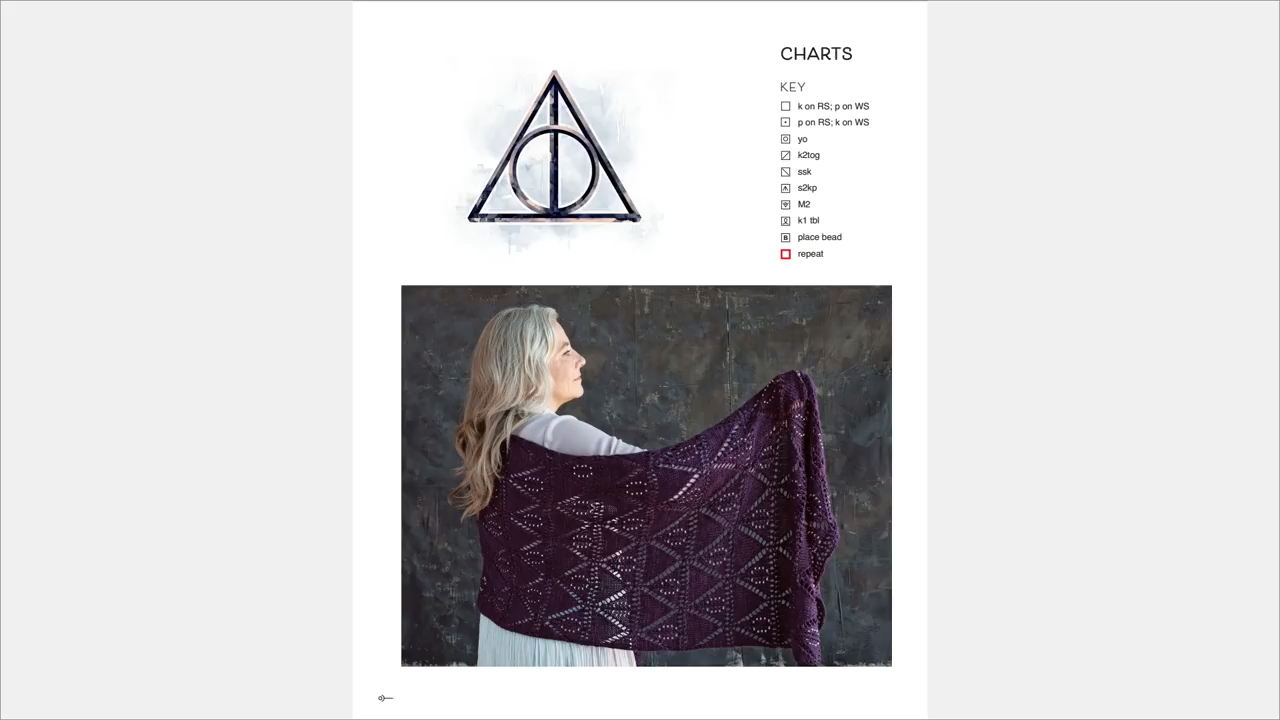 CHARTS
KEY
k on RS; p on WS
p on RS; k on WS
yo
k2tog
ssk
s2kp
M2
k1 tbl
B place bead
repeat